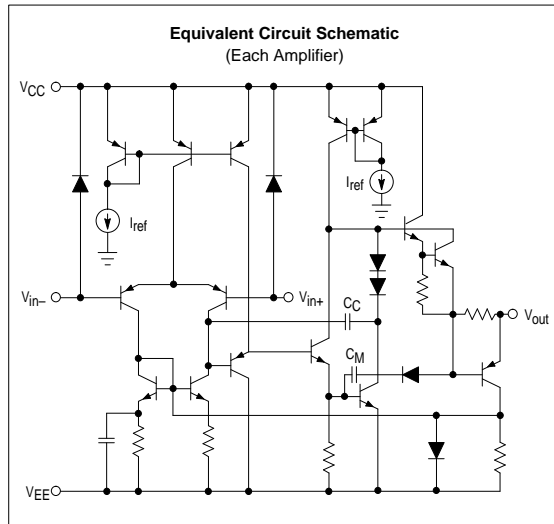 Equivalent Circuit Schematic
(Each Amplifier)
VCC
Iref
Iref
Vin–
Vin+
CC
Vout
CM
VEE